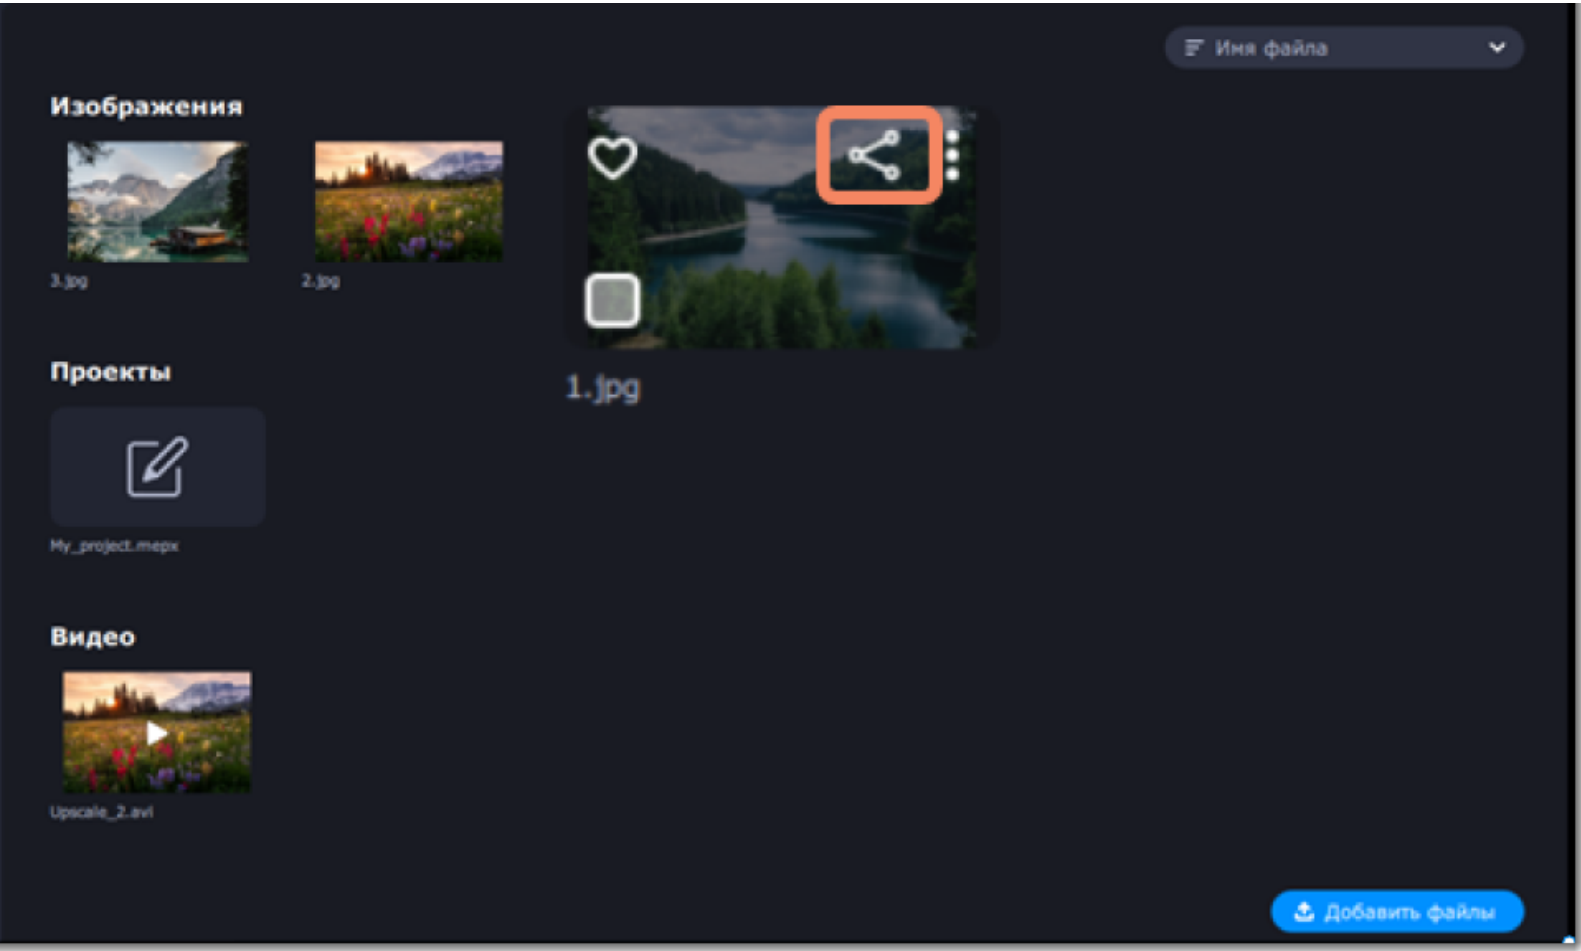 Имя файла
Изображения
3.jpg
2.jpg
1.jpg
Проекты
My_project.mepx
Видео
Upscale_2.avi
Добавить файлы